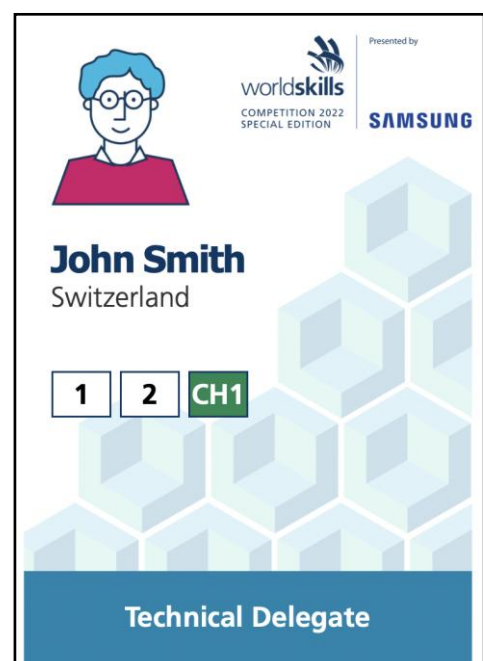 Presented by
worldskills
COMPETITION 2022
SPECIAL EDITION
SAMSUNG
John Smith
Switzerland
1 2 CH1
Technical Delegate